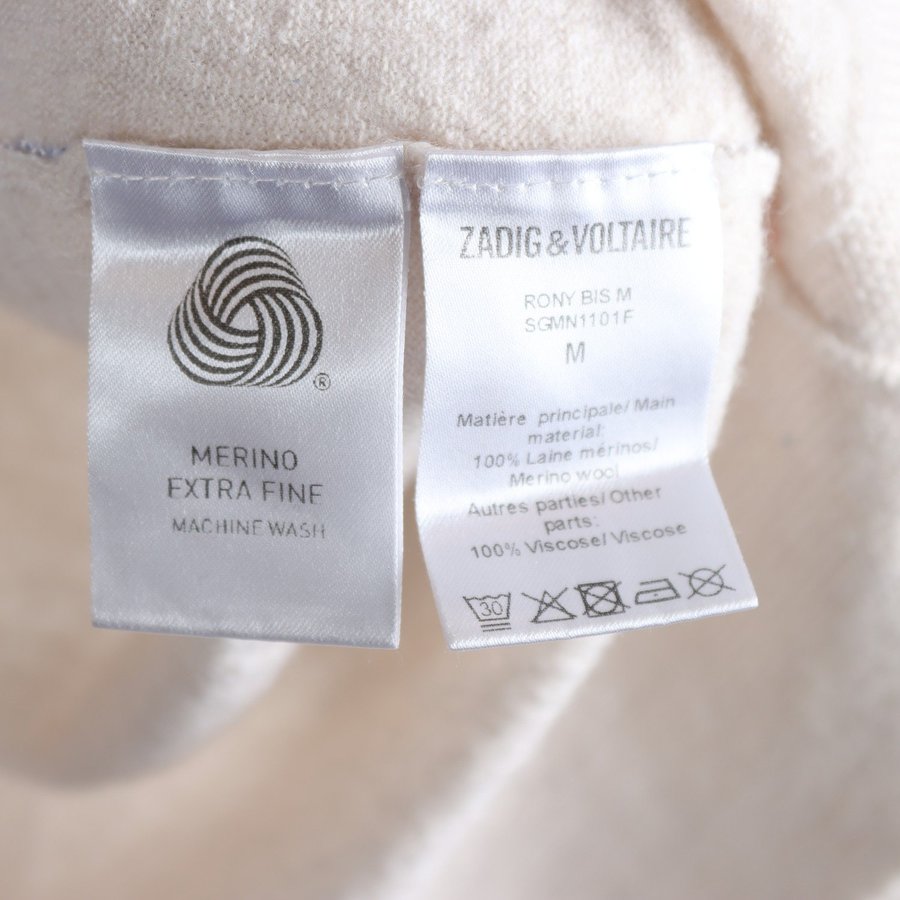 ®
MERINO
EXTRA FINE
MACHINE WASH
ZADIG&VOLTAIRE
RONY BIS M
SGMN1101F
M
Matière principale/ Main
material:
100% Laine mérinos/
Merino wool
Autres parties/ Other
parts:
100% Viscose/ Viscose
30